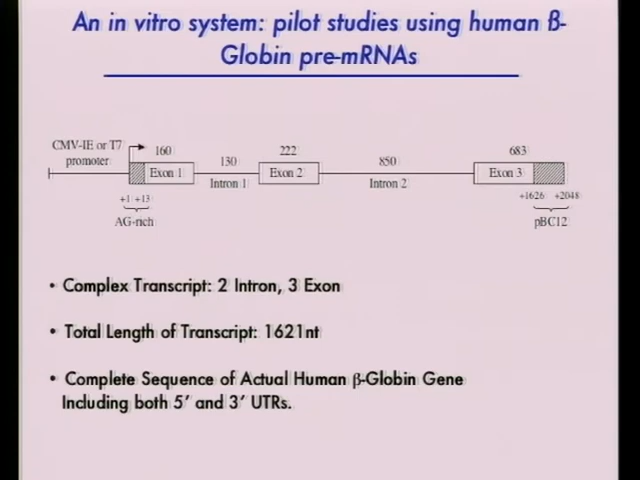 An in vitro system: pilot studies using human ß-
Globin pre-mRNAs
CMV-IE or T7
promoter
160
Exon 1
130
Intron 1
222
Exon 2
850
Intron 2
683
Exon 3
+1 +13
AG-rich
+1626 +2048
pBC12
• Complex Transcript: 2 Intron, 3 Exon
• Total Length of Transcript: 1621nt
• Complete Sequence of Actual Human β-Globin Gene
Including both 5′ and 3′ UTRs.